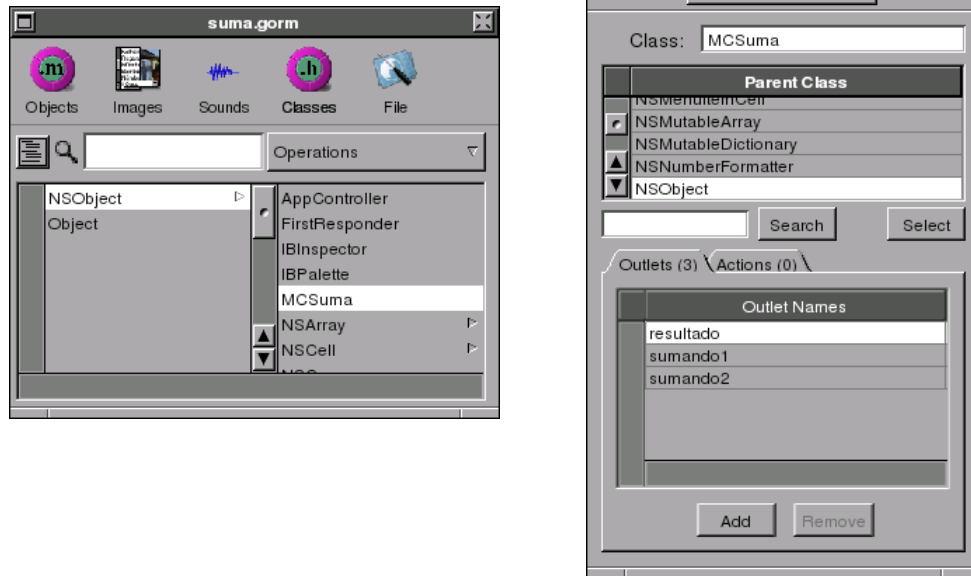 suma.gorm
.m
.h
Objects
Images
Sounds
Classes
File
Operations
NSObject
Object
AppController
FirstResponder
IBInspector
IBPalette
MCSuma
NSArray
NSCell
Class:
MCSuma
Parent Class
NSMenuItemCell
NSMutableArray
NSMutableDictionary
NSNumberFormatter
NSObject
Search
Select
Outlets (3)
Actions (0)
Outlet Names
resultado
sumando1
sumando2
Add
Remove